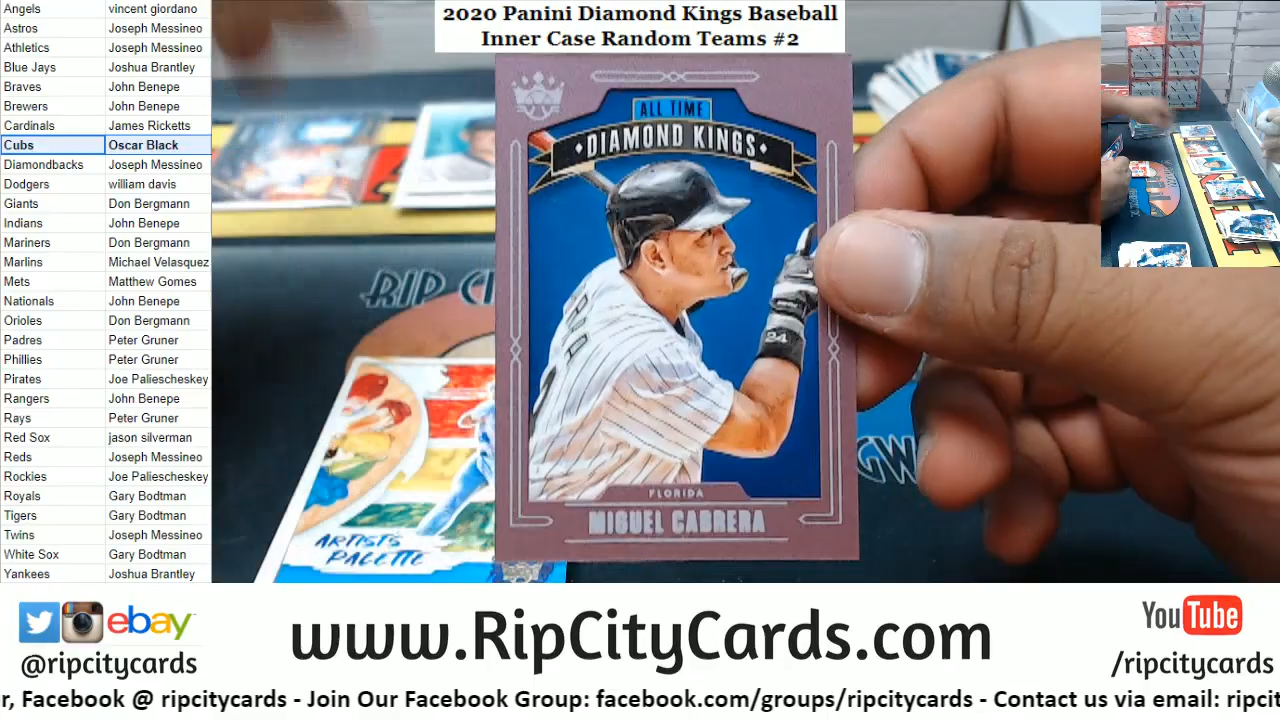 2020 Panini Diamond Kings Baseball
Inner Case Random Teams #2
Angels vincent giordano
Astros Joseph Messineo
Athletics Joseph Messineo
Blue Jays Joshua Brantley
Braves John Benepe
Brewers John Benepe
Cardinals James Ricketts
Cubs Oscar Black
Diamondbacks Joseph Messineo
Dodgers william davis
Giants Don Bergmann
Indians John Benepe
Mariners Don Bergmann
Marlins Michael Velasquez
Mets Matthew Gomes
Nationals John Benepe
Orioles Don Bergmann
Padres Peter Gruner
Phillies Peter Gruner
Pirates Joe Paliescheskey
Rangers John Benepe
Rays Peter Gruner
Red Sox jason silverman
Reds Joseph Messineo
Rockies Joe Paliescheskey
Royals Gary Bodtman
Tigers Gary Bodtman
Twins Joseph Messineo
White Sox Gary Bodtman
Yankees Joshua Brantley
ALL TIME
DIAMOND KINGS
24
FLORIDA
MIGUEL CABRERA
RIP CI
GW
ARTIST'S
PALETTE
ebay
@ripcitycards
www.RipCityCards.com
YouTube
/ripcitycards
r, Facebook @ ripcitycards - Join Our Facebook Group: facebook.com/groups/ripcitycards - Contact us via email: ripcit